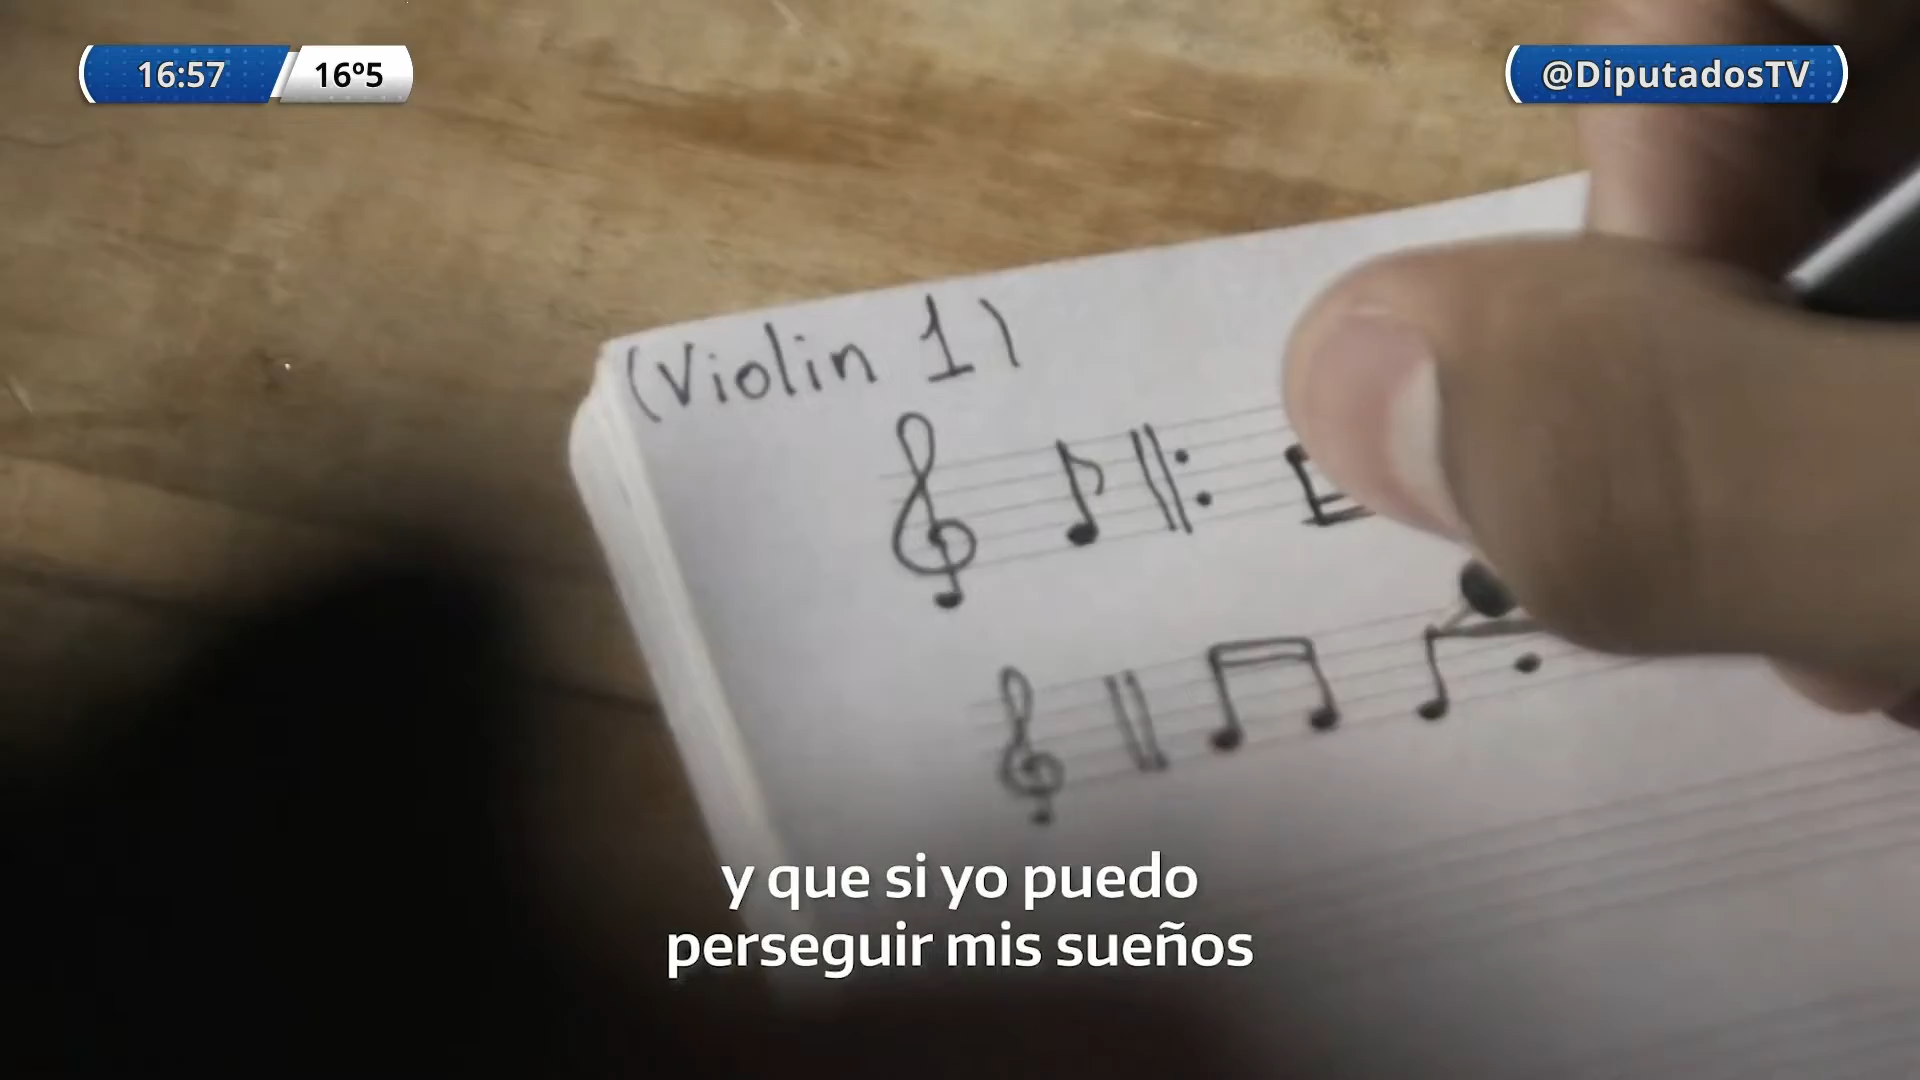 16:57
16º5
@DiputadosTV
(Violin 1)
y que si yo puedo
perseguir mis sueños